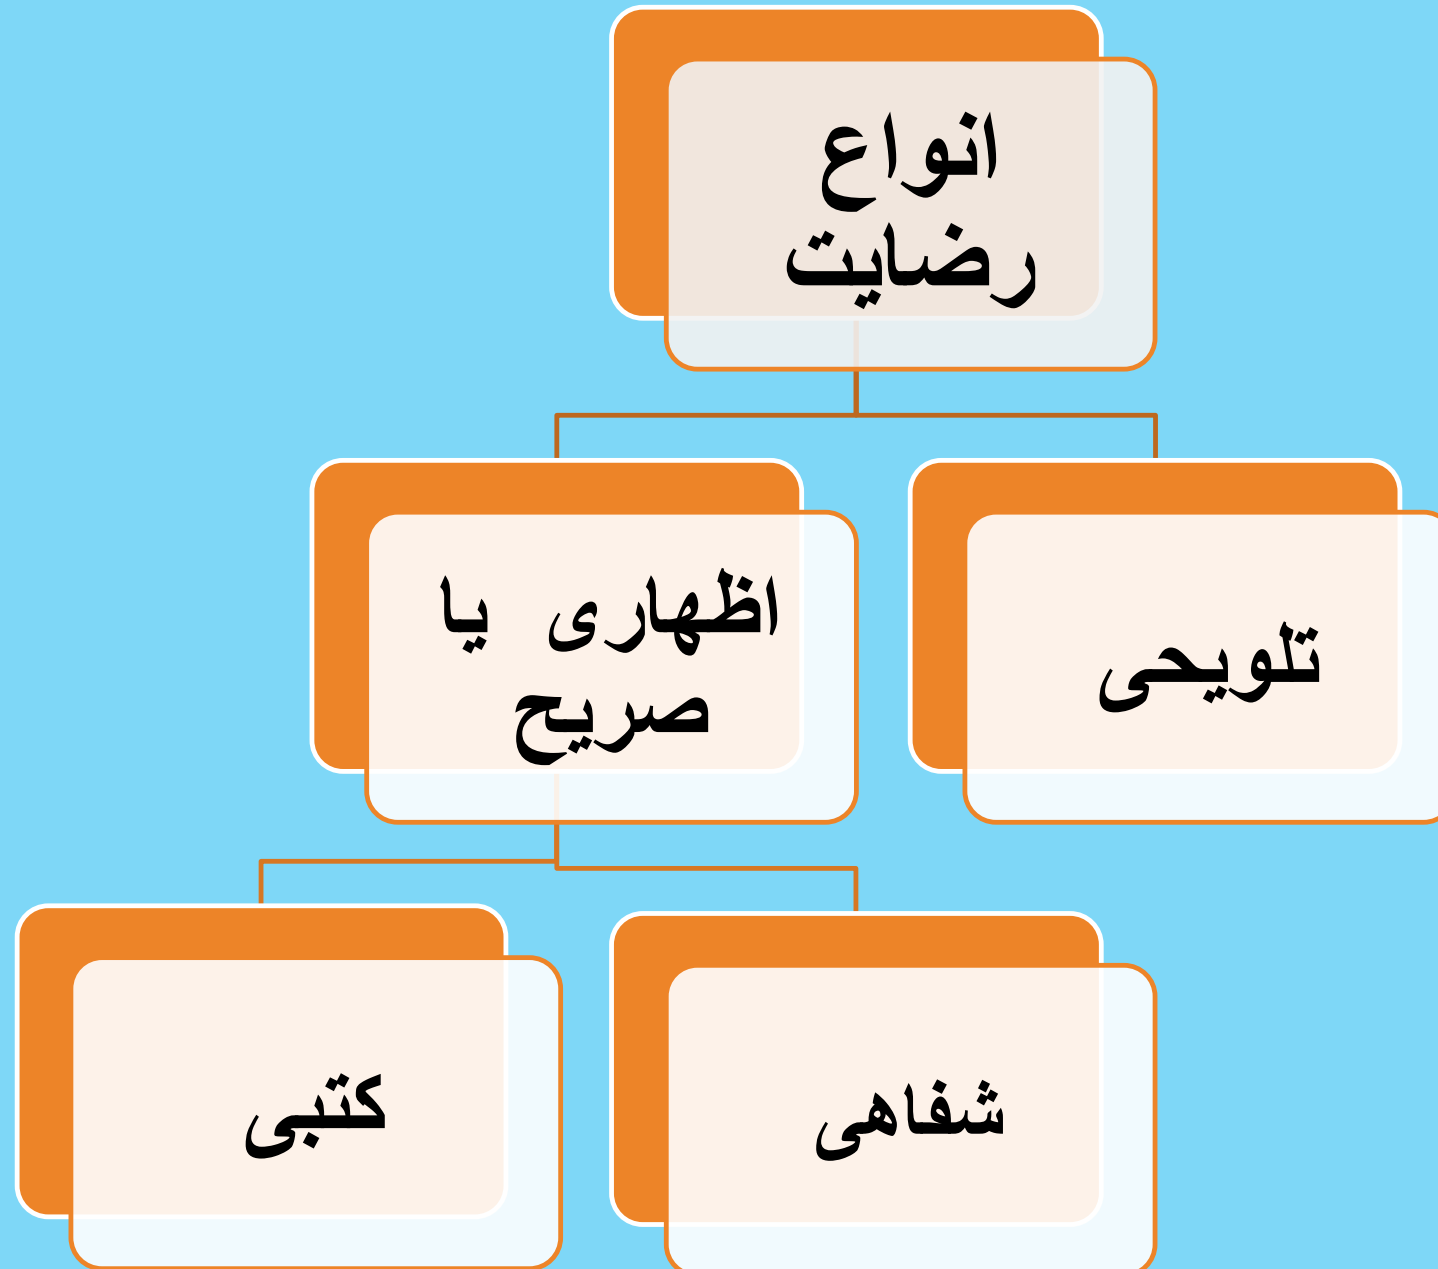 انواع
رضایت
تلویحی
اظهاری یا
صریح
شفاهی
کتبی